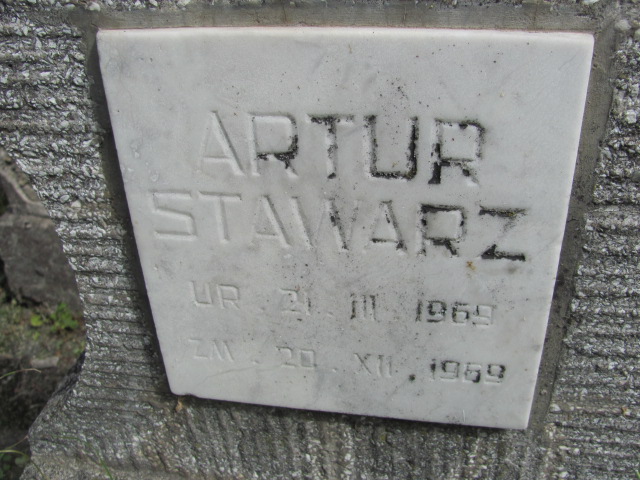 ARTUR
STAWARZ
UR. 21. III. 1969
ZM. 20. XII. 1969